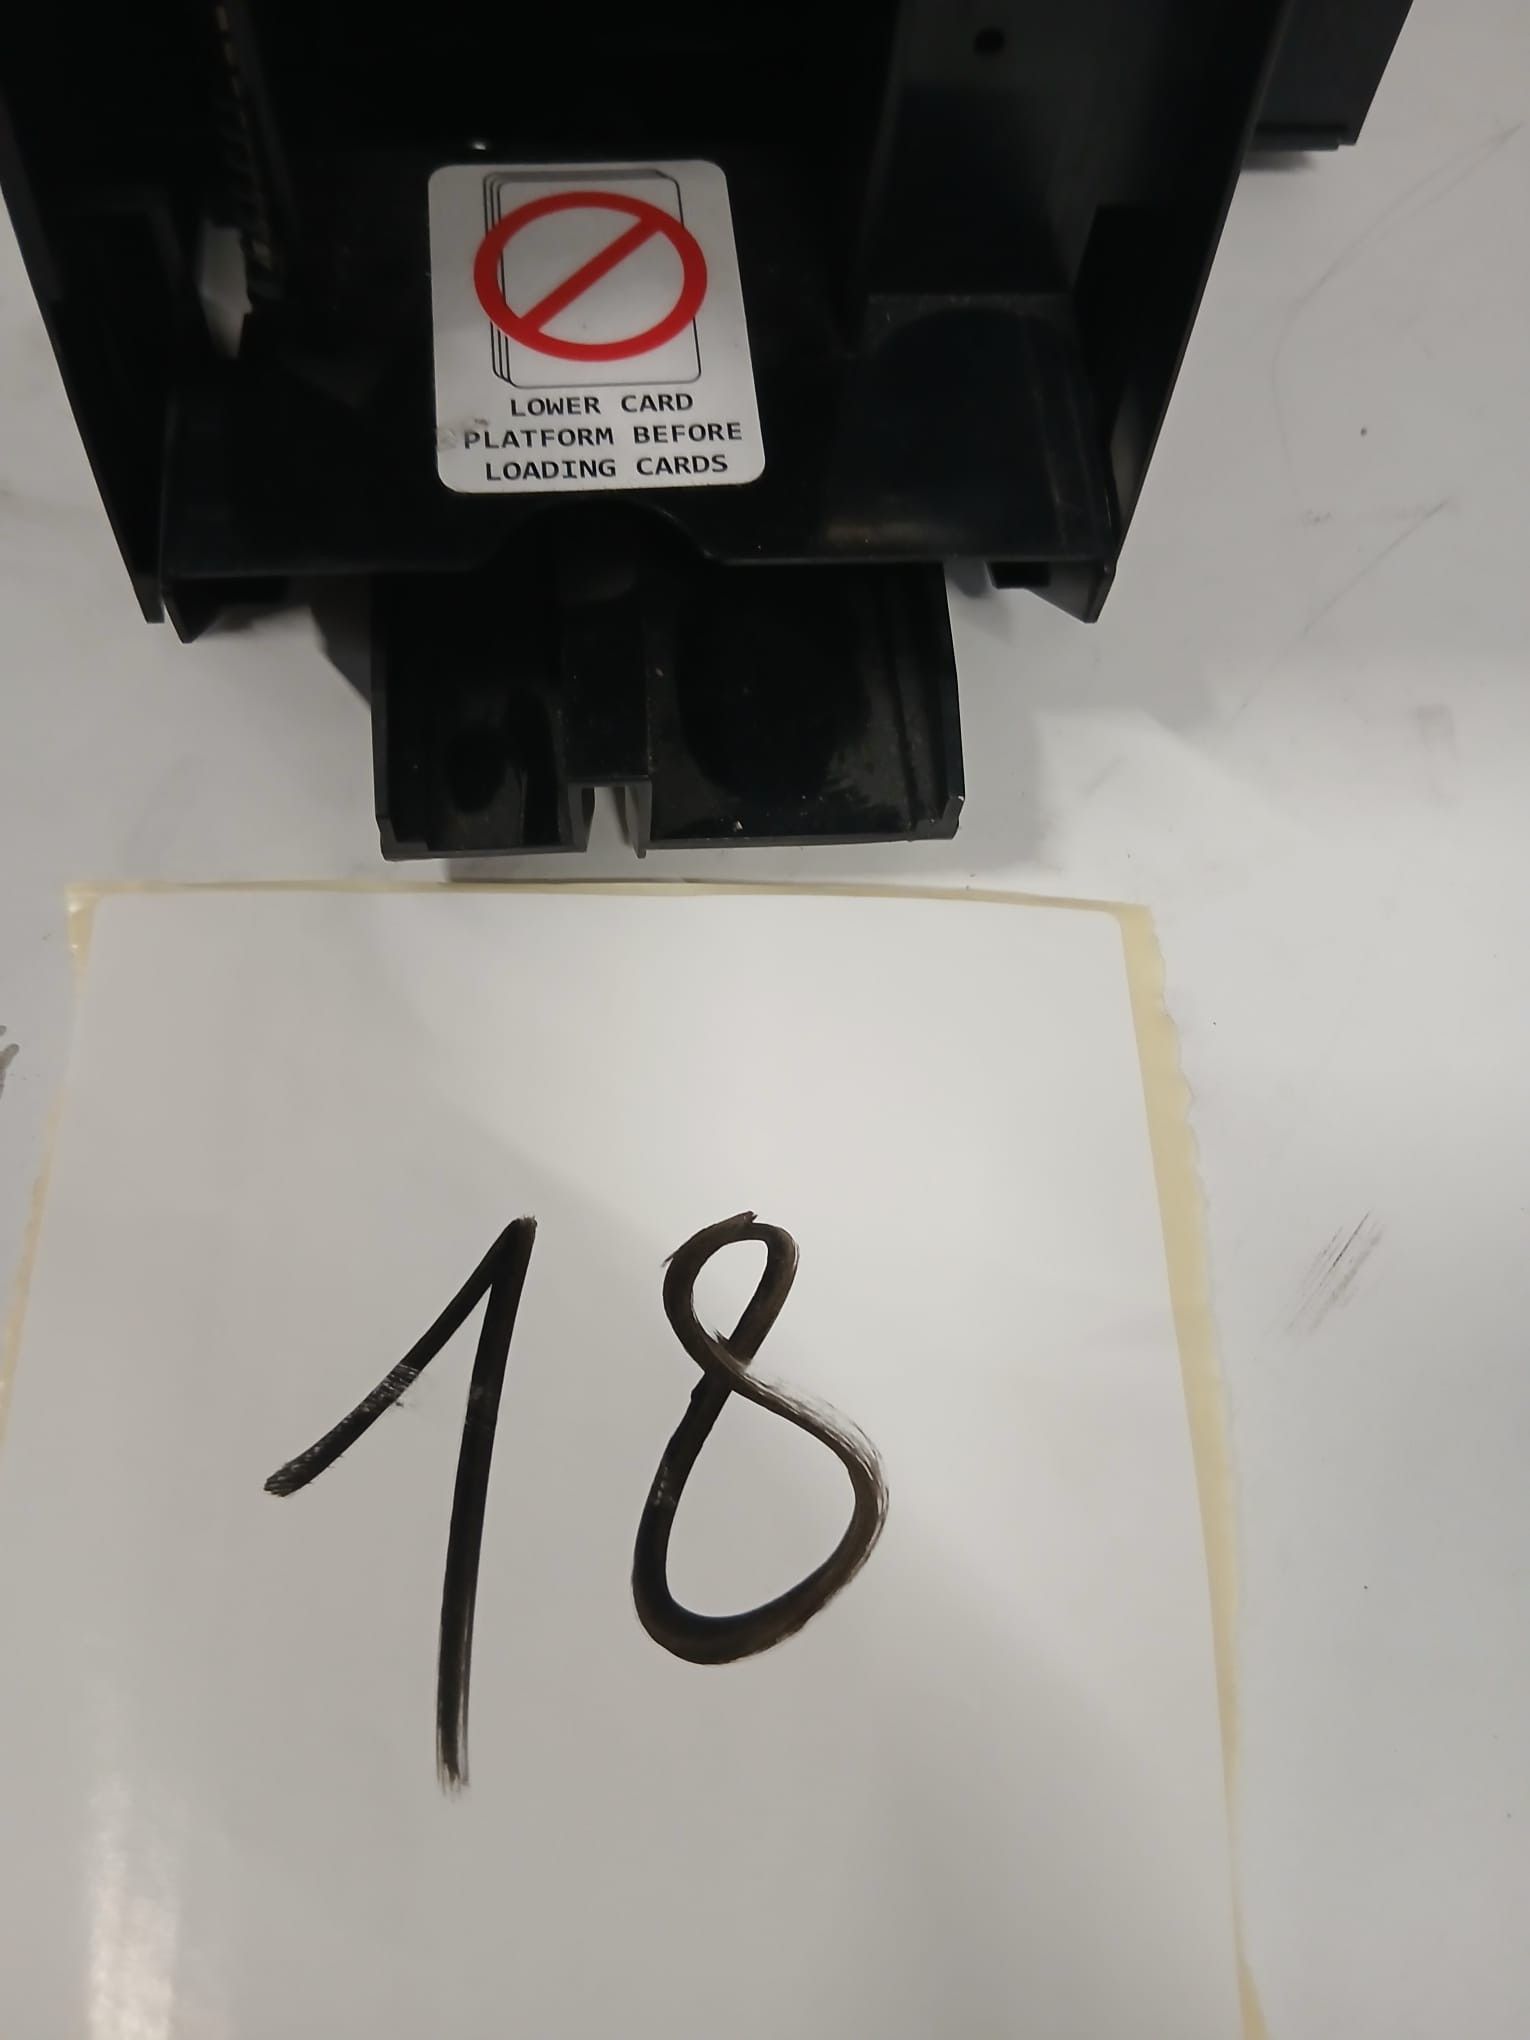 LOWER CARD
PLATFORM BEFORE
LOADING CARDS
18